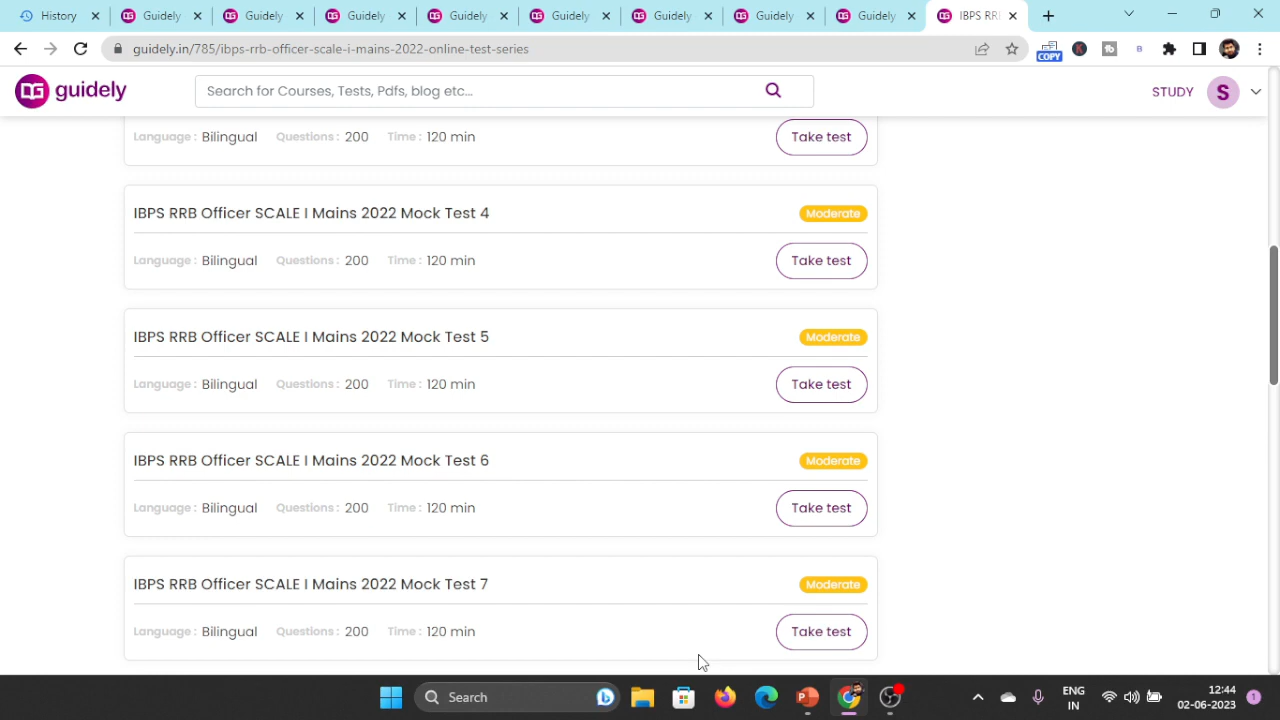 History
Guidely
Guidely
Guidely
Guidely
Guidely
Guidely
Guidely
Guidely
IBPS RR
guidely.in/785/ibps-rrb-officer-scale-i-mains-2022-online-test-series
COPY
guidely
Search for Courses, Tests, Pdfs, blog etc...
STUDY
S
Language : Bilingual Questions : 200 Time : 120 min
Take test
IBPS RRB Officer SCALE I Mains 2022 Mock Test 4
Moderate
Language : Bilingual Questions : 200 Time : 120 min
Take test
IBPS RRB Officer SCALE I Mains 2022 Mock Test 5
Moderate
Language : Bilingual Questions : 200 Time : 120 min
Take test
IBPS RRB Officer SCALE I Mains 2022 Mock Test 6
Moderate
Language : Bilingual Questions : 200 Time : 120 min
Take test
IBPS RRB Officer SCALE I Mains 2022 Mock Test 7
Moderate
Language : Bilingual Questions : 200 Time : 120 min
Take test
Search
ENG
IN
12:44
02-06-2023
1